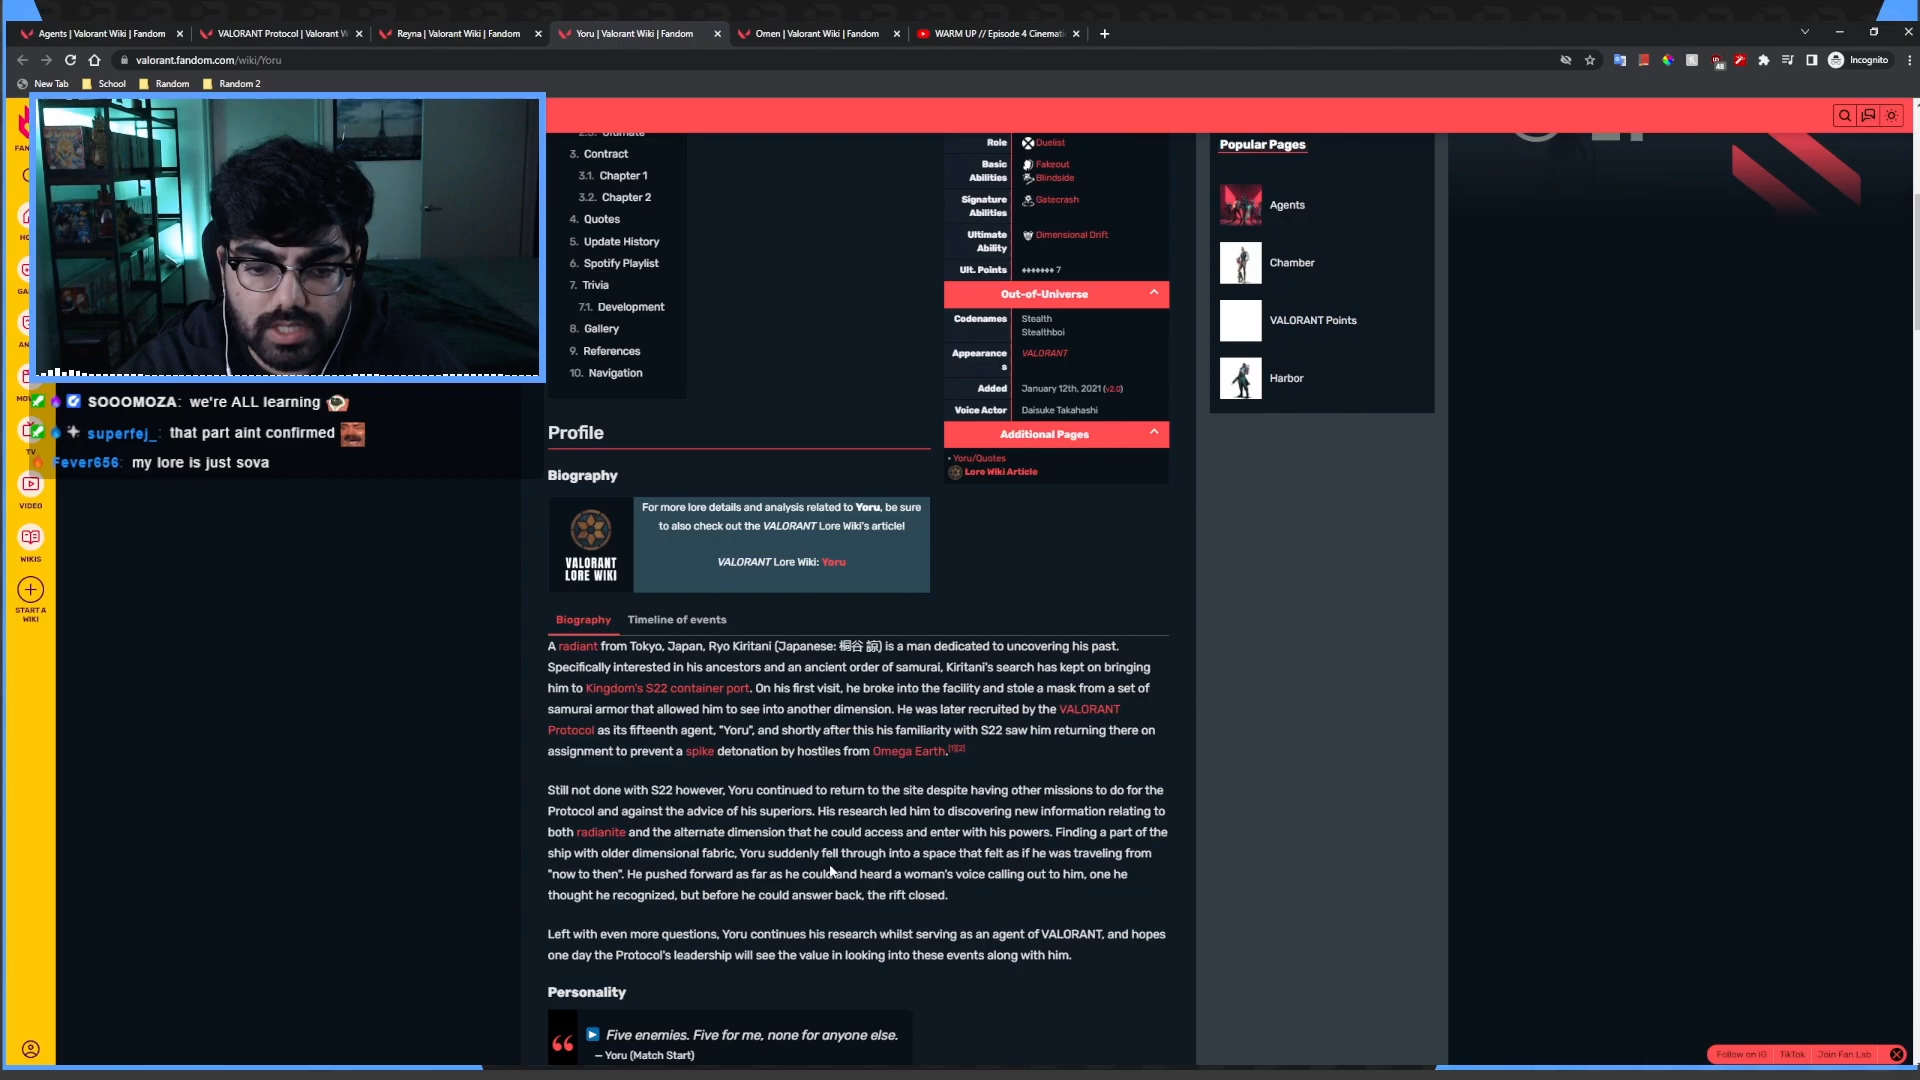 Agents | Valorant Wiki | Fandom
VALORANT Protocol | Valorant W
Reyna | Valorant Wiki | Fandom
Yoru | Valorant Wiki | Fandom
Omen | Valorant Wiki | Fandom
WARM UP // Episode 4 Cinemati
valorant.fandom.com/wiki/Yoru
Incognito
New Tab
School
Random
Random 2
TV
VIDEO
WIKIS
START A
WIKI
SOOOMOZA: we're ALL learning
superfej_: that part aint confirmed
Fever656: my lore is just sova
2.3. Ultimate
3. Contract
3.1. Chapter 1
3.2. Chapter 2
4. Quotes
5. Update History
6. Spotify Playlist
7. Trivia
7.1. Development
8. Gallery
9. References
10. Navigation
Role Duelist
Basic Abilities Fakeout
Blindside
Signature Abilities Gatecrash
Ultimate Ability Dimensional Drift
Ult. Points 7
Out-of-Universe
Codenames Stealth
Stealthboi
Appearances VALORANT
Added January 12th, 2021 (v2.0)
Voice Actor Daisuke Takahashi
Additional Pages
• Yoru/Quotes
Lore Wiki Article
Popular Pages
Agents
Chamber
VALORANT Points
Harbor
Profile
Biography
VALORANT
LORE WIKI
For more lore details and analysis related to Yoru, be sure
to also check out the VALORANT Lore Wiki's article!
VALORANT Lore Wiki: Yoru
Biography Timeline of events
A radiant from Tokyo, Japan, Ryo Kiritani (Japanese: 桐谷 諒) is a man dedicated to uncovering his past.
Specifically interested in his ancestors and an ancient order of samurai, Kiritani's search has kept on bringing
him to Kingdom's S22 container port. On his first visit, he broke into the facility and stole a mask from a set of
samurai armor that allowed him to see into another dimension. He was later recruited by the VALORANT
Protocol as its fifteenth agent, "Yoru", and shortly after this his familiarity with S22 saw him returning there on
assignment to prevent a spike detonation by hostiles from Omega Earth.[1][2]
Still not done with S22 however, Yoru continued to return to the site despite having other missions to do for the
Protocol and against the advice of his superiors. His research led him to discovering new information relating to
both radianite and the alternate dimension that he could access and enter with his powers. Finding a part of the
ship with older dimensional fabric, Yoru suddenly fell through into a space that felt as if he was traveling from
"now to then". He pushed forward as far as he could and heard a woman's voice calling out to him, one he
thought he recognized, but before he could answer back, the rift closed.
Left with even more questions, Yoru continues his research whilst serving as an agent of VALORANT, and hopes
one day the Protocol's leadership will see the value in looking into these events along with him.
Personality
Five enemies. Five for me, none for anyone else.
— Yoru (Match Start)
Follow on IG TikTok Join Fan Lab